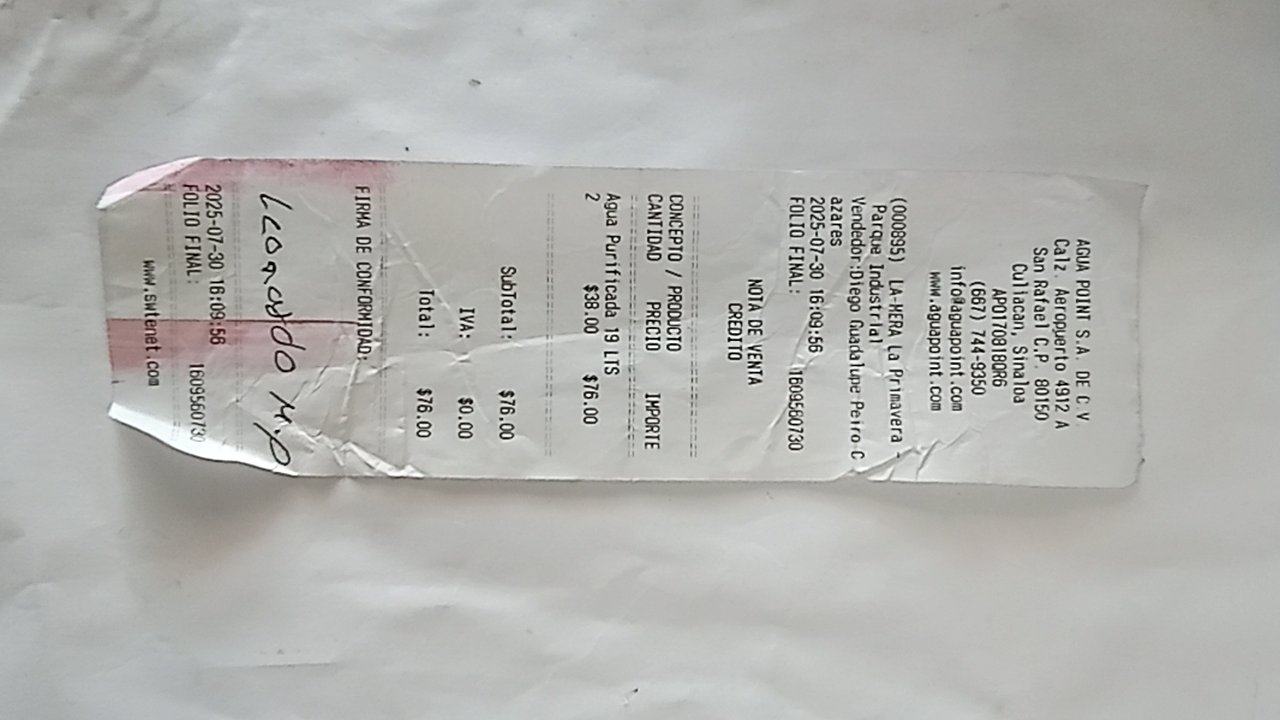 AGUA POINT S.A. DE C.V.
Calz. Aeropuerto 4912 A
San Rafael C.P. 80150
Culiacan, Sinaloa
APO170818QR6
(667) 744-9350
info@aguapoint.com
www.aguapoint.com
(000895) LA-MERA La Primavera -
Parque Industrial
Vendedor:Diego Guadalupe Peiro-C
azares
2025-07-30 16:09:56
FOLIO FINAL: 1609560730
NOTA DE VENTA
CREDITO
CONCEPTO / PRODUCTO
CANTIDAD PRECIO IMPORTE
Agua Purificada 19 LTS
2 $38.00 $76.00
SubTotal: $76.00
IVA: $0.00
Total: $76.00
FIRMA DE CONFORMIDAD:
M.P
2025-07-30 16:09:56
FOLIO FINAL: 1609560730
www.swtenet.com